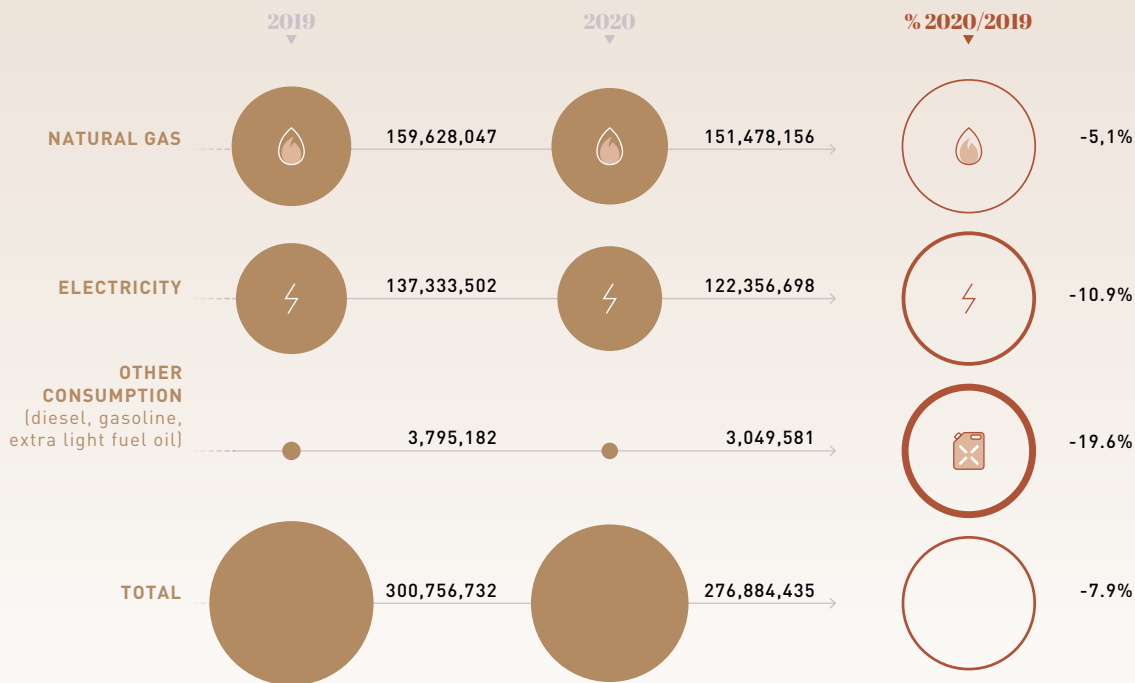 2019
2020
% 2020/2019
NATURAL GAS
159,628,047
151,478,156
-5,1%
ELECTRICITY
137,333,502
122,356,698
-10.9%
OTHER
CONSUMPTION
(diesel, gasoline,
extra light fuel oil)
3,795,182
3,049,581
-19.6%
TOTAL
300,756,732
276,884,435
-7.9%